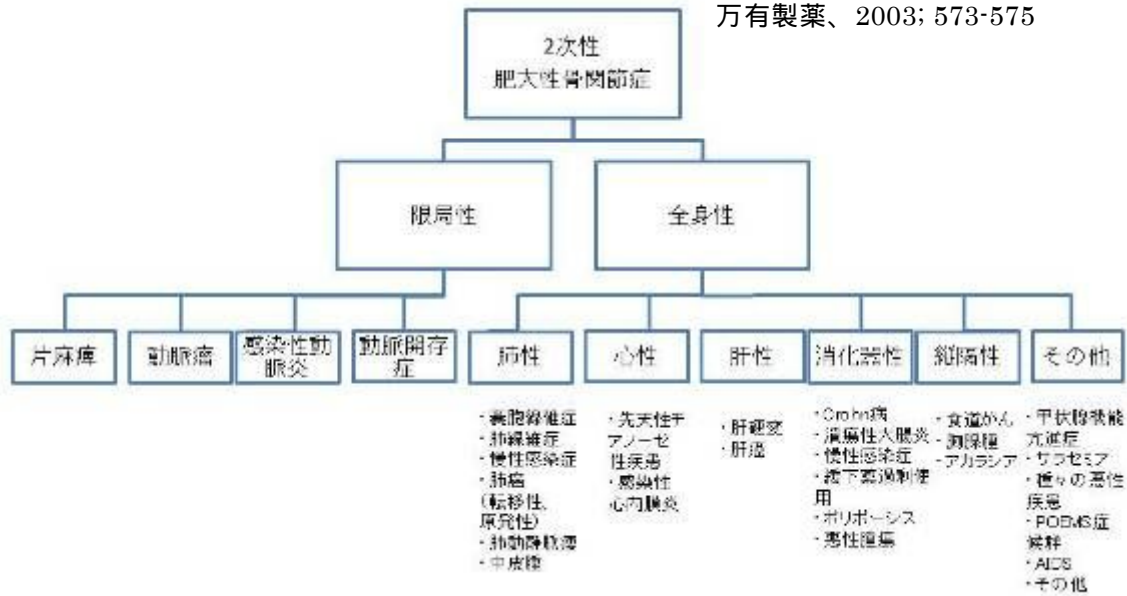 万有製薬、2003; 573-575
2次性
肥大性骨関節症
限局性
全身性
片麻痺
動脈瘤
感染性動
脈炎
動脈開存
症
肺性
心性
肝性
消化器性
縦隔性
その他
・嚢胞線維症
・肺線維症
・慢性感染症
・肺癌
(転移性、
原発性)
・肺動静脈瘻
・中皮腫
・先天性チ
アノーゼ
性疾患
・感染性
心内膜炎
・肝硬変
・肝癌
・Crohn病
・潰瘍性大腸炎
・慢性感染症
・緩下薬過剰使
用
・ポリポーシス
・悪性腫瘍
・食道がん
・胸腺腫
・アカラシア
・甲状腺機能
亢進症
・サラセミア
・種々の悪性
疾患
・POEMS症
候群
・AIDS
・その他